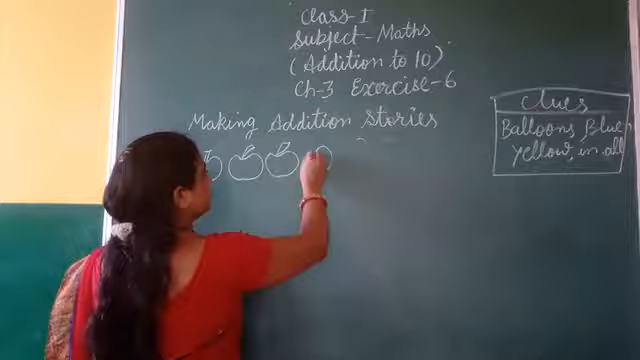 Class-I
Subject-Maths
(Addition to 10)
Ch-3 Exercise-6
Making Addition Stories
Clues
Balloons, Blue,
yellow, in all